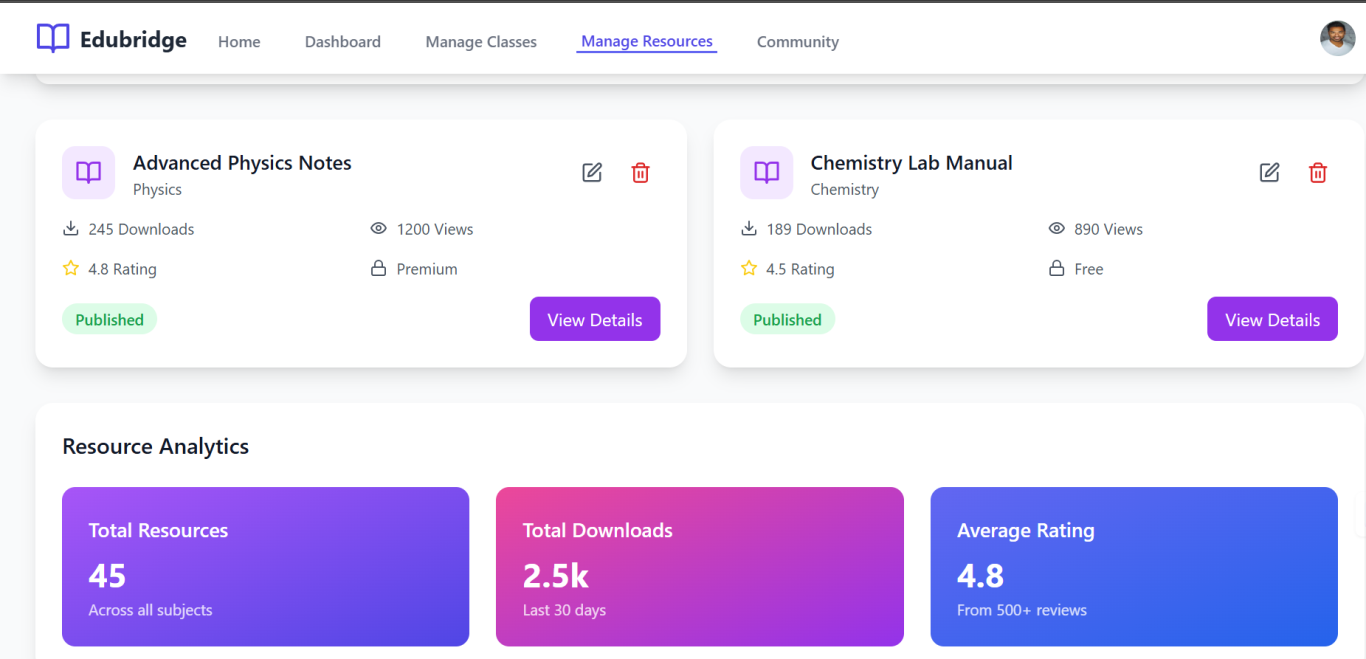 Edubridge Home Dashboard Manage Classes Manage Resources Community
Advanced Physics Notes
Physics
245 Downloads 1200 Views
4.8 Rating Premium
Published View Details
Chemistry Lab Manual
Chemistry
189 Downloads 890 Views
4.5 Rating Free
Published View Details
Resource Analytics
Total Resources
45
Across all subjects
Total Downloads
2.5k
Last 30 days
Average Rating
4.8
From 500+ reviews